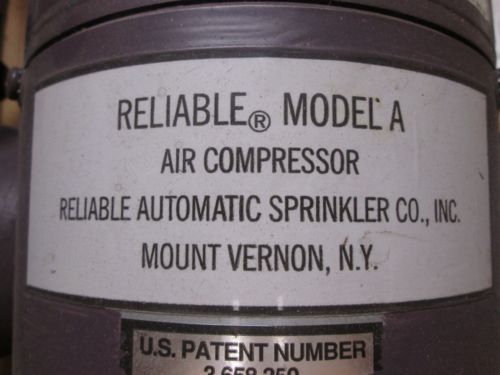 RELIABLE® MODEL A
AIR COMPRESSOR
RELIABLE AUTOMATIC SPRINKLER CO., INC.
MOUNT VERNON, N.Y.
U.S. PATENT NUMBER